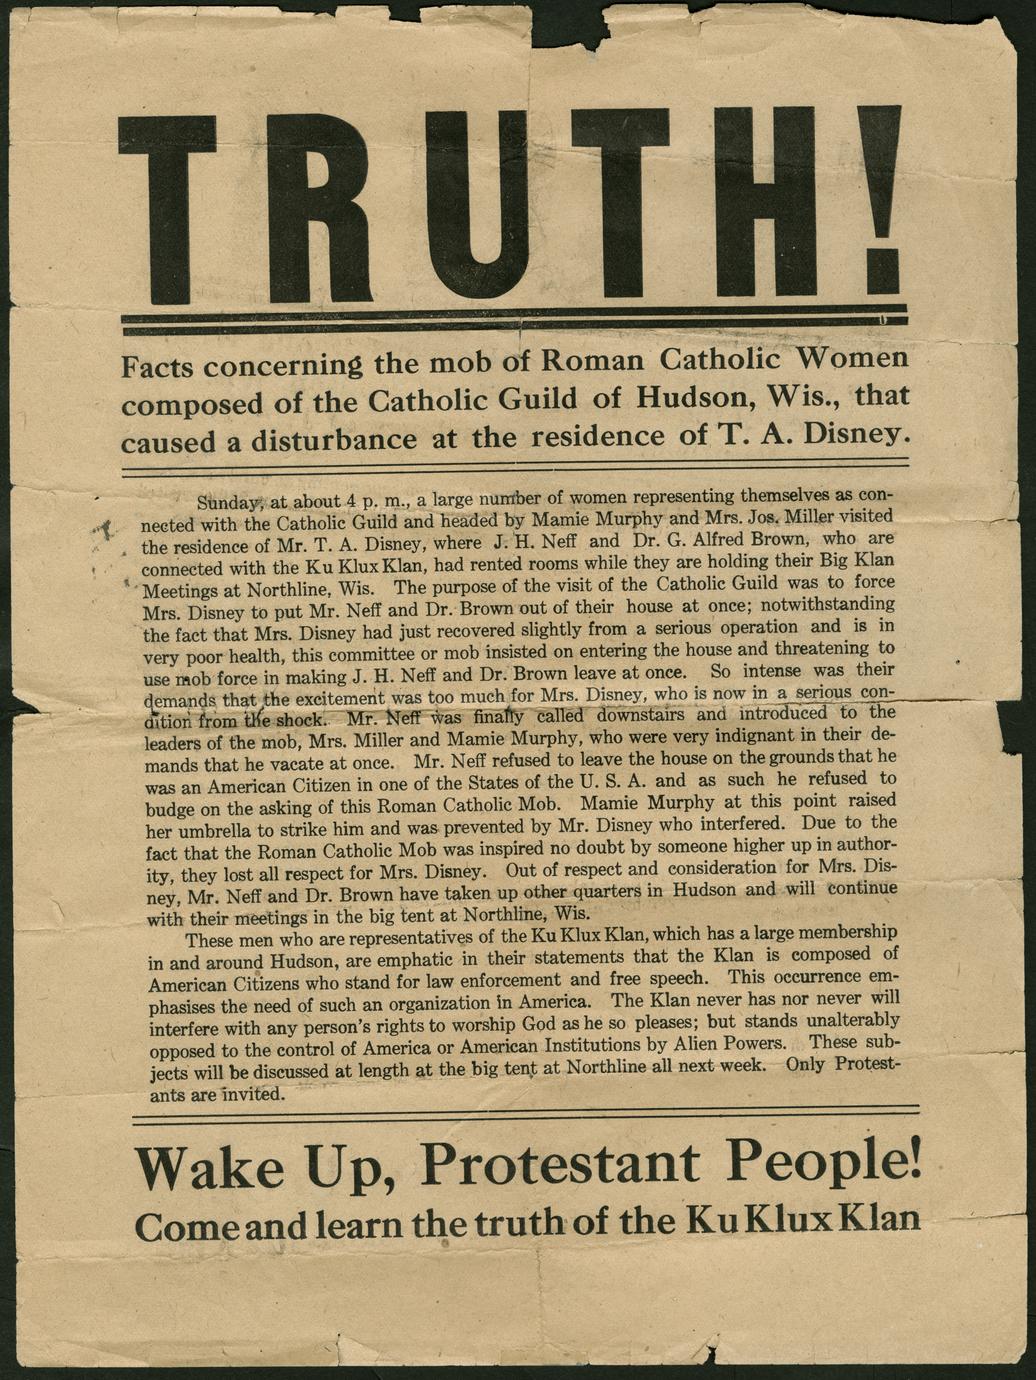 TRUTH!
Facts concerning the mob of Roman Catholic Women
composed of the Catholic Guild of Hudson, Wis., that
caused a disturbance at the residence of T. A. Disney.
Sunday, at about 4 p. m., a large number of women representing themselves as con-
nected with the Catholic Guild and headed by Mamie Murphy and Mrs. Jos. Miller visited
the residence of Mr. T. A. Disney, where J. H. Neff and Dr. G. Alfred Brown, who are
connected with the Ku Klux Klan, had rented rooms while they are holding their Big Klan
Meetings at Northline, Wis. The purpose of the visit of the Catholic Guild was to force
Mrs. Disney to put Mr. Neff and Dr. Brown out of their house at once; notwithstanding
the fact that Mrs. Disney had just recovered slightly from a serious operation and is in
very poor health, this committee or mob insisted on entering the house and threatening to
use mob force in making J. H. Neff and Dr. Brown leave at once. So intense was their
demands that the excitement was too much for Mrs. Disney, who is now in a serious con-
dition from the shock. Mr. Neff was finally called downstairs and introduced to the
leaders of the mob, Mrs. Miller and Mamie Murphy, who were very indignant in their de-
mands that he vacate at once. Mr. Neff refused to leave the house on the grounds that he
was an American Citizen in one of the States of the U. S. A. and as such he refused to
budge on the asking of this Roman Catholic Mob. Mamie Murphy at this point raised
her umbrella to strike him and was prevented by Mr. Disney who interfered. Due to the
fact that the Roman Catholic Mob was inspired no doubt by someone higher up in author-
ity, they lost all respect for Mrs. Disney. Out of respect and consideration for Mrs. Dis-
ney, Mr. Neff and Dr. Brown have taken up other quarters in Hudson and will continue
with their meetings in the big tent at Northline, Wis.
These men who are representatives of the Ku Klux Klan, which has a large membership
in and around Hudson, are emphatic in their statements that the Klan is composed of
American Citizens who stand for law enforcement and free speech. This occurrence em-
phasises the need of such an organization in America. The Klan never has nor never will
interfere with any person's rights to worship God as he so pleases; but stands unalterably
opposed to the control of America or American Institutions by Alien Powers. These sub-
jects will be discussed at length at the big tent at Northline all next week. Only Protest-
ants are invited.
Wake Up, Protestant People!
Come and learn the truth of the Ku Klux Klan